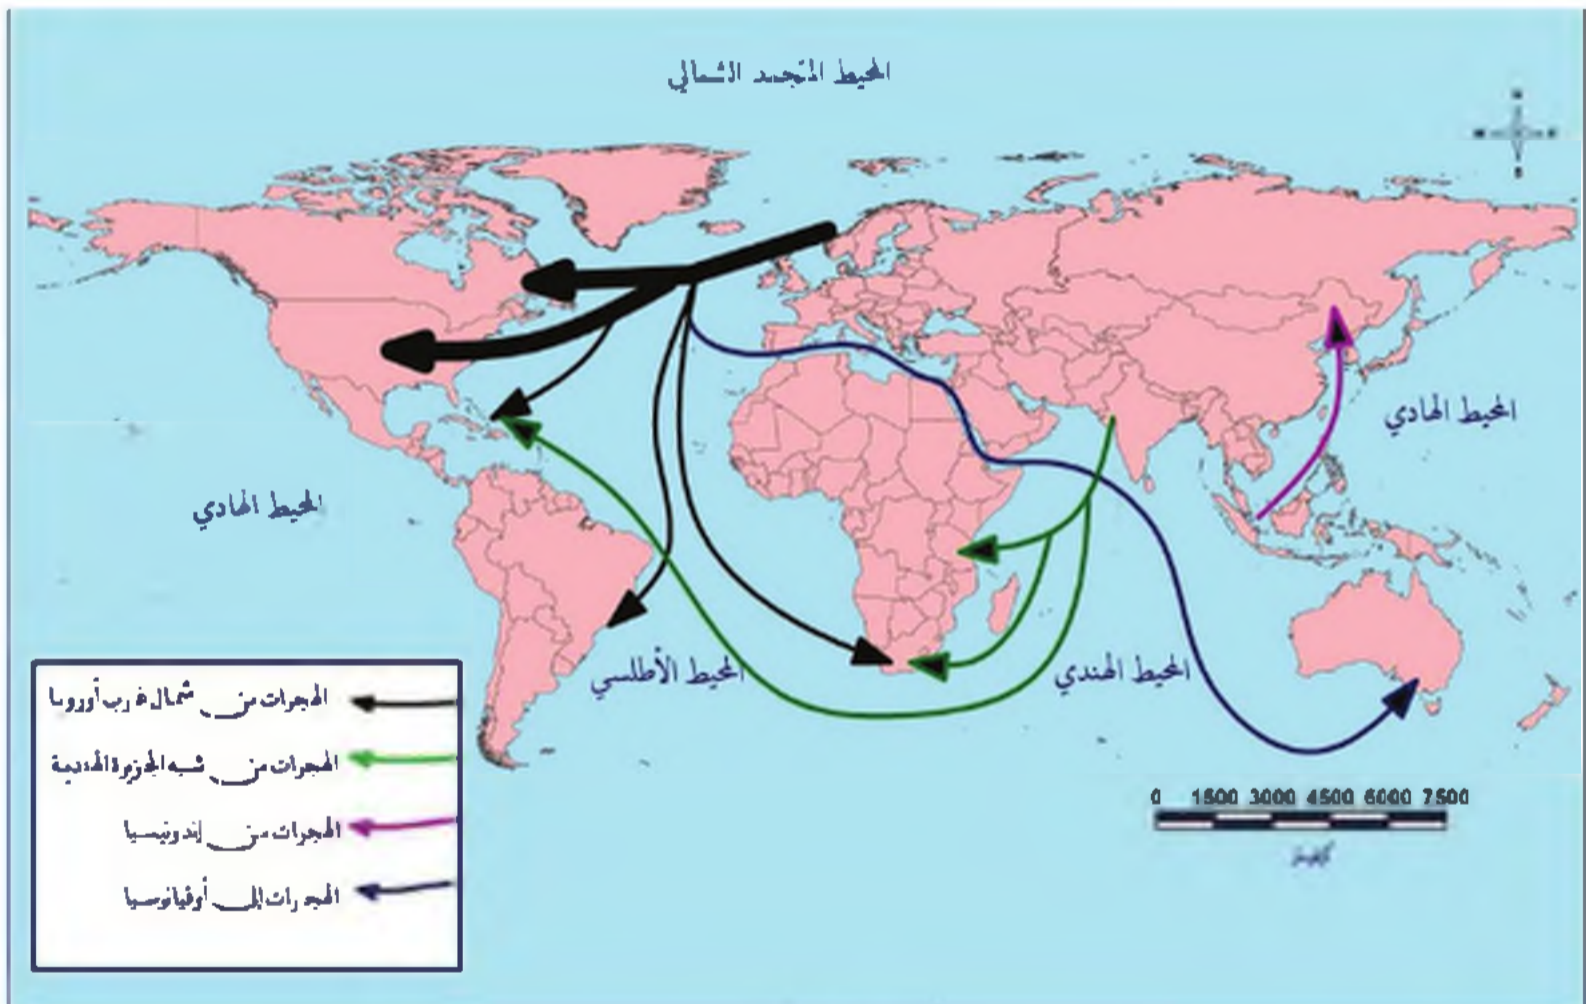 المحيط المتجمد الشمالي
N
W E
S
المحيط الهادي
المحيط الهادي
المحيط الأطلسي
المحيط الهندي
الهجرات من شمال غرب أوروبا
الهجرات من شبه الجزيرة الهندية
الهجرات من إندونيسيا
الهجرات إلى أوقيانوسيا
0 1500 3000 4500 6000 7500